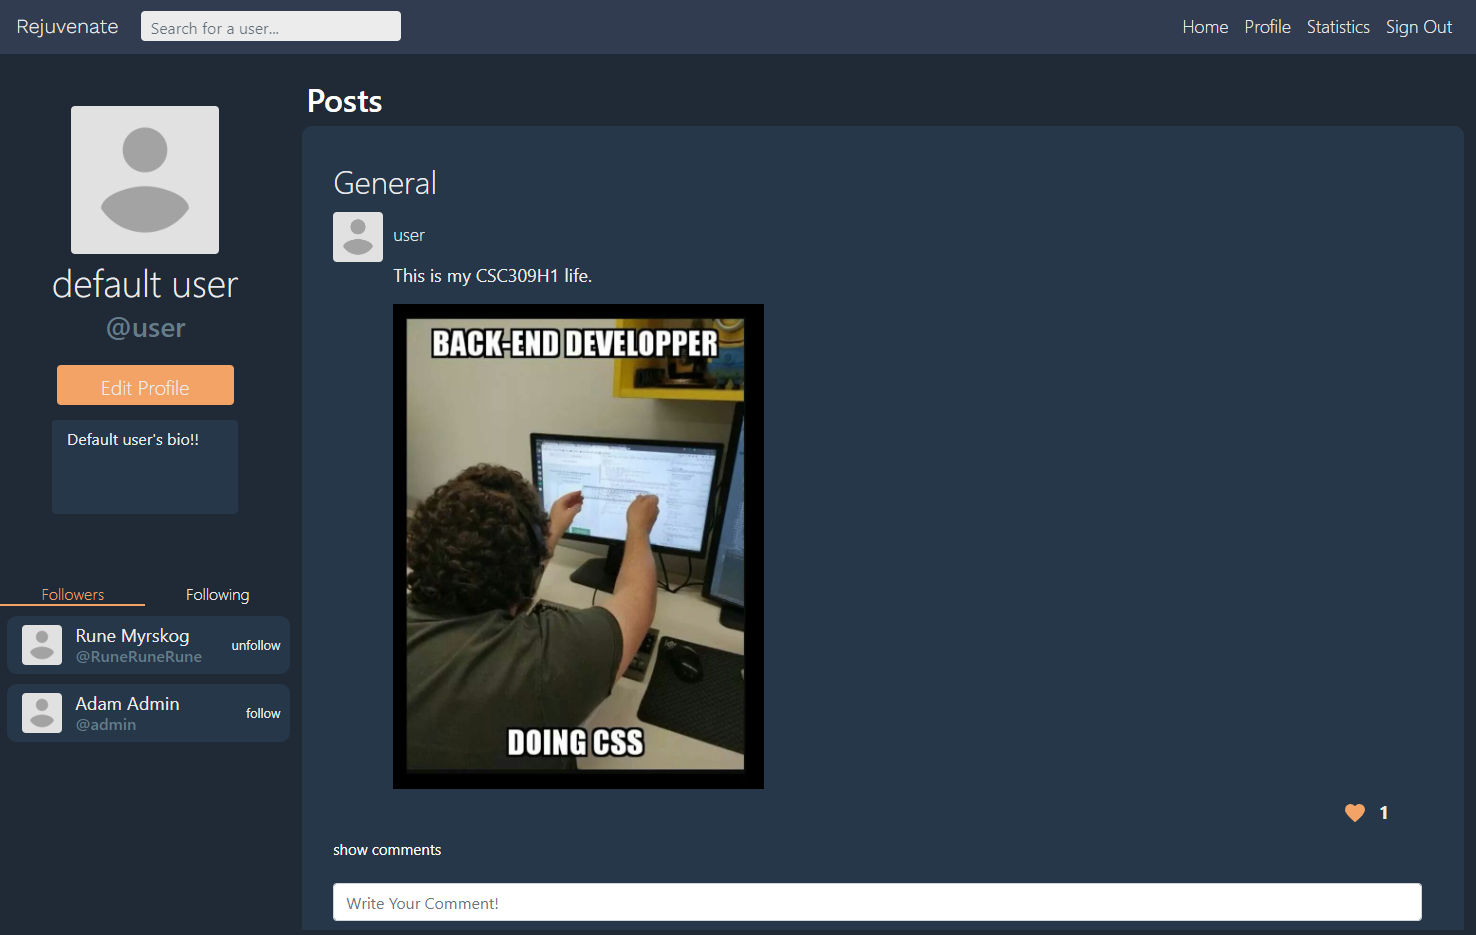 Rejuvenate
Search for a user...
Home Profile Statistics Sign Out
default user
@user
Edit Profile
Default user's bio!!
Followers Following
Rune Myrskog
@RuneRuneRune
unfollow
Adam Admin
@admin
follow
Posts
General
user
This is my CSC309H1 life.
BACK-END DEVELOPPER
DOING CSS
1
show comments
Write Your Comment!